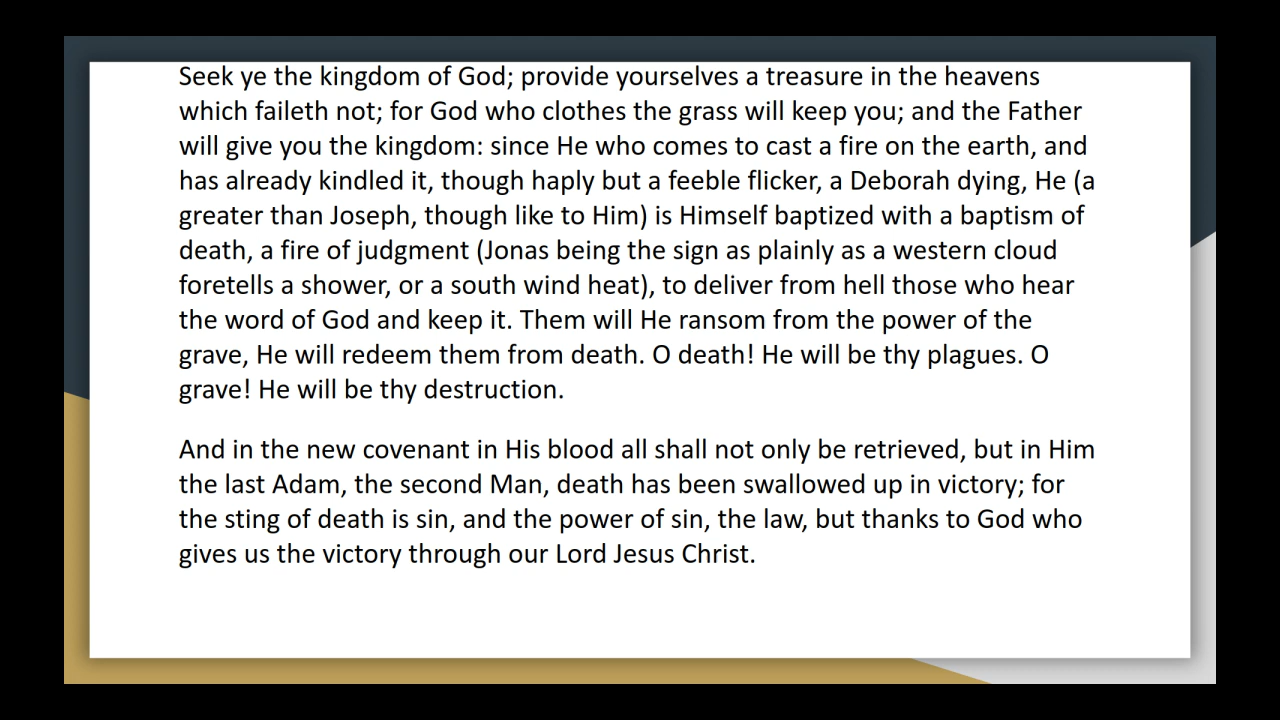 Seek ye the kingdom of God; provide yourselves a treasure in the heavens
which faileth not; for God who clothes the grass will keep you; and the Father
will give you the kingdom: since He who comes to cast a fire on the earth, and
has already kindled it, though haply but a feeble flicker, a Deborah dying, He (a
greater than Joseph, though like to Him) is Himself baptized with a baptism of
death, a fire of judgment (Jonas being the sign as plainly as a western cloud
foretells a shower, or a south wind heat), to deliver from hell those who hear
the word of God and keep it. Them will He ransom from the power of the
grave, He will redeem them from death. O death! He will be thy plagues. O
grave! He will be thy destruction.
And in the new covenant in His blood all shall not only be retrieved, but in Him
the last Adam, the second Man, death has been swallowed up in victory; for
the sting of death is sin, and the power of sin, the law, but thanks to God who
gives us the victory through our Lord Jesus Christ.